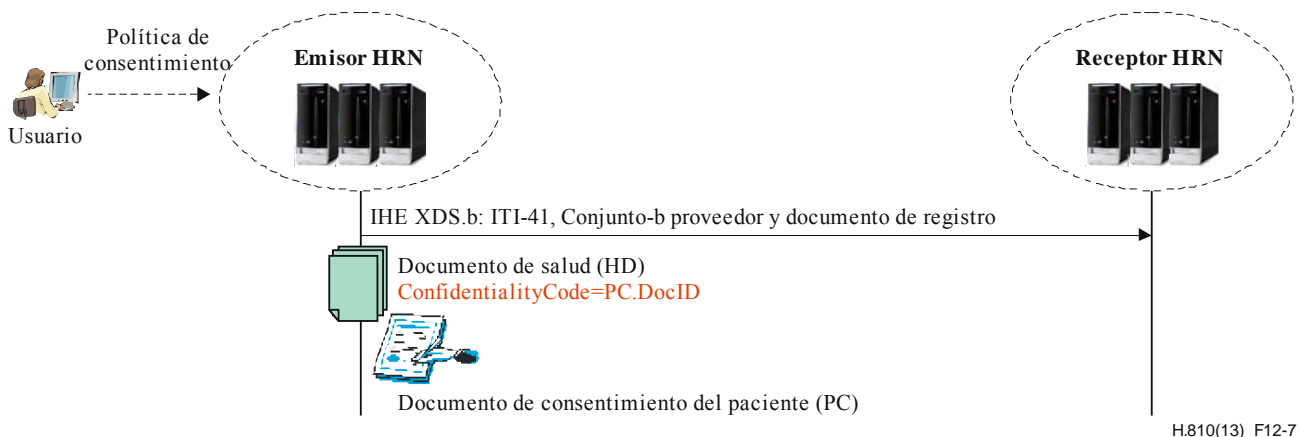 Política de
consentimiento
Usuario
Emisor HRN
Receptor HRN
IHE XDS.b: ITI-41, Conjunto-b proveedor y documento de registro
Documento de salud (HD)
ConfidentialityCode=PC.DocID
Documento de consentimiento del paciente (PC)
H.810(13)_F12-7